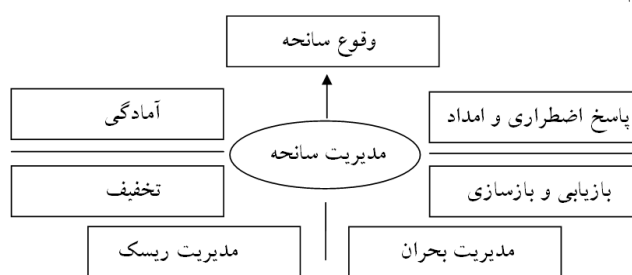 وقوع سانحه
پاسخ اضطراری و امداد
آمادگی
مدیریت سانحه
بازیابی و بازسازی
تخفیف
مدیریت بحران
مدیریت ریسک